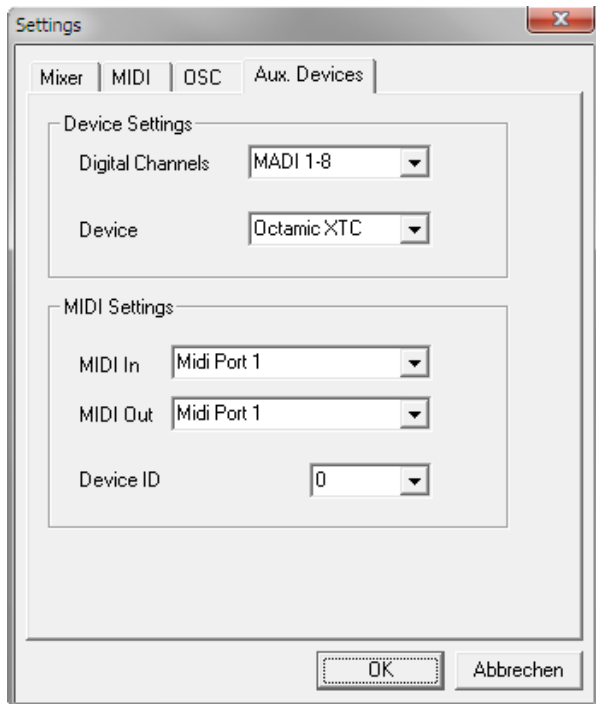 Settings
Mixer MIDI OSC Aux. Devices
Device Settings
Digital Channels MADI 1-8
Device Octamic XTC
MIDI Settings
MIDI In Midi Port 1
MIDI Out Midi Port 1
Device ID 0
OK Abbrechen